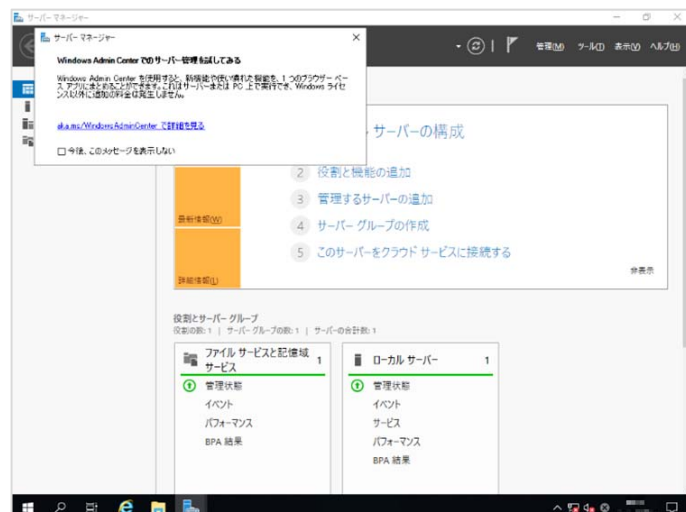 サーバー マネージャー
サーバー マネージャー
Windows Admin Center でのサーバー管理を試してみる
Windows Admin Center を使用すると、新機能や使い慣れた機能を、1 つのブラウザー ベー
ス アプリにまとめることができます。これはサーバーまたは PC 上で実行でき、Windows ライセ
ンス以外に追加の料金は発生しません。
aka.ms/WindowsAdminCenter で詳細を見る
今後、このメッセージを表示しない
管理(M) ツール(T) 表示(V) ヘルプ(H)
サーバーの構成
2 役割と機能の追加
3 管理するサーバーの追加
最新情報(W)
4 サーバー グループの作成
5 このサーバーをクラウド サービスに接続する
非表示
詳細情報(L)
役割とサーバー グループ
役割の数: 1 | サーバー グループの数: 1 | サーバーの合計数: 1
ファイル サービスと記憶域
サービス
1
管理状態
イベント
パフォーマンス
BPA 結果
ローカル サーバー 1
管理状態
イベント
サービス
パフォーマンス
BPA 結果